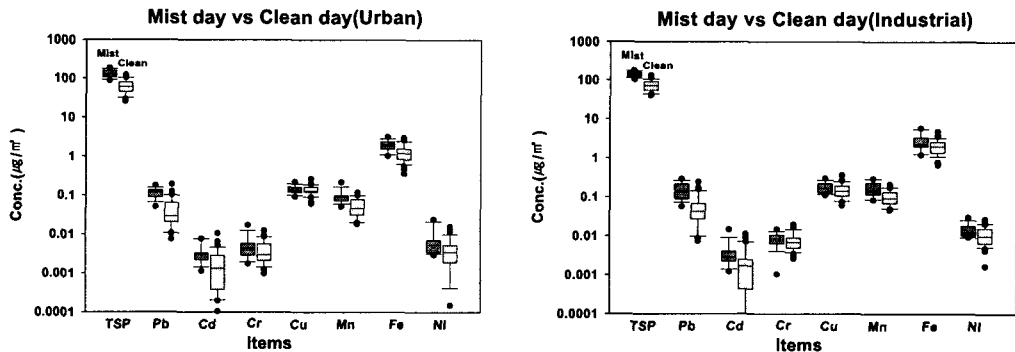 Mist day vs Clean day(Urban)
1000
100
10
1
0.1
0.01
0.001
0.0001
Conc.(㎍/㎥)
Mist
Clean
TSP Pb Cd Cr Cu Mn Fe Ni
Items
Mist day vs Clean day(Industrial)
1000
100
10
1
0.1
0.01
0.001
0.0001
Conc.(㎍/㎥)
Mist
Clean
TSP Pb Cd Cr Cu Mn Fe Ni
Items